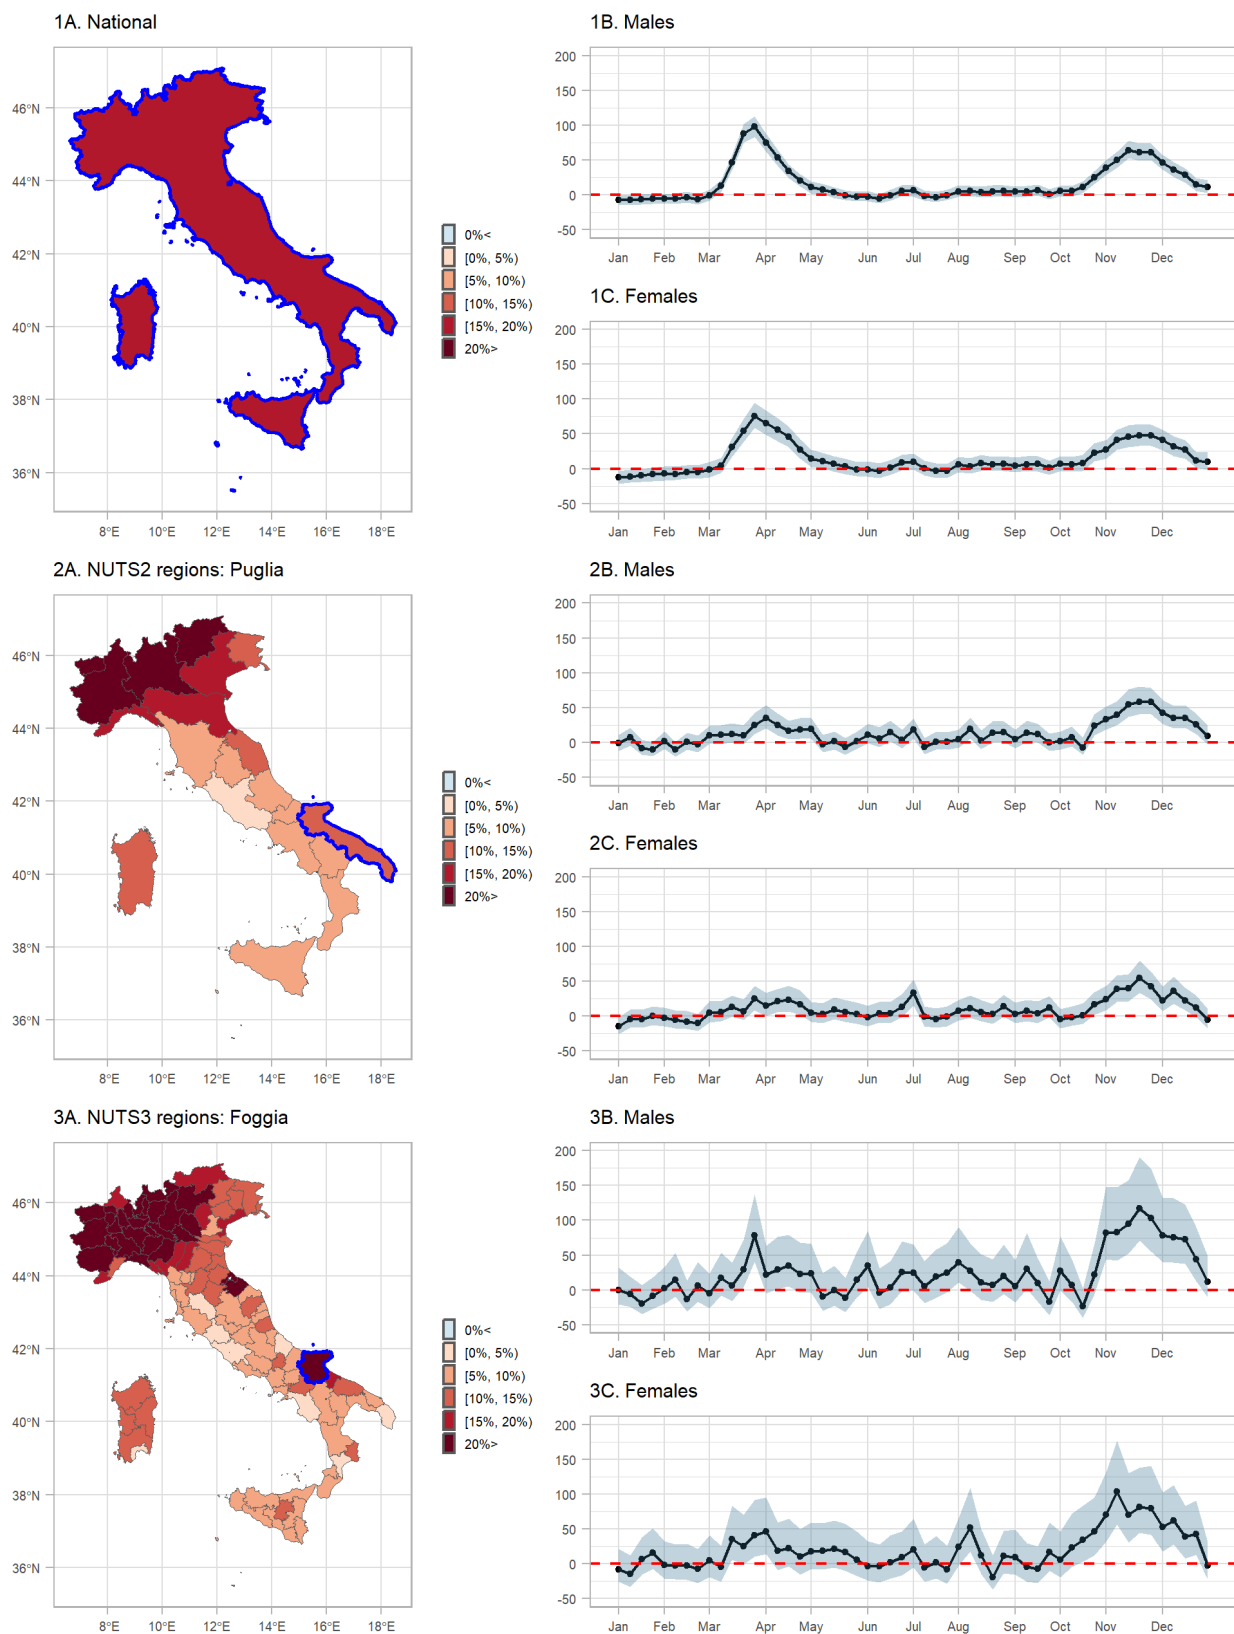 1A. National
46°N
44°N
42°N
40°N
38°N
36°N
8°E 10°E 12°E 14°E 16°E 18°E
0%<
[0%, 5%)
[5%, 10%)
[10%, 15%)
[15%, 20%)
20%>
1B. Males
200
150
100
50
0
-50
Jan Feb Mar Apr May Jun Jul Aug Sep Oct Nov Dec
1C. Females
200
150
100
50
0
-50
Jan Feb Mar Apr May Jun Jul Aug Sep Oct Nov Dec
2A. NUTS2 regions: Puglia
46°N
44°N
42°N
40°N
38°N
36°N
8°E 10°E 12°E 14°E 16°E 18°E
0%<
[0%, 5%)
[5%, 10%)
[10%, 15%)
[15%, 20%)
20%>
2B. Males
200
150
100
50
0
-50
Jan Feb Mar Apr May Jun Jul Aug Sep Oct Nov Dec
2C. Females
200
150
100
50
0
-50
Jan Feb Mar Apr May Jun Jul Aug Sep Oct Nov Dec
3A. NUTS3 regions: Foggia
46°N
44°N
42°N
40°N
38°N
36°N
8°E 10°E 12°E 14°E 16°E 18°E
0%<
[0%, 5%)
[5%, 10%)
[10%, 15%)
[15%, 20%)
20%>
3B. Males
200
150
100
50
0
-50
Jan Feb Mar Apr May Jun Jul Aug Sep Oct Nov Dec
3C. Females
200
150
100
50
0
-50
Jan Feb Mar Apr May Jun Jul Aug Sep Oct Nov Dec